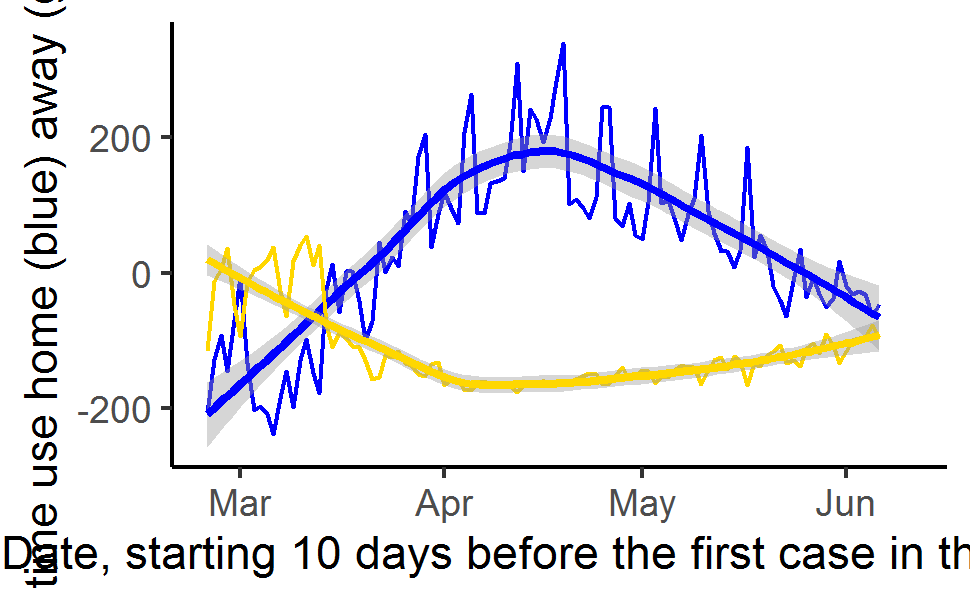 time use home (blue) away (
200
0
-200
Mar Apr May Jun
Date, starting 10 days before the first case in th